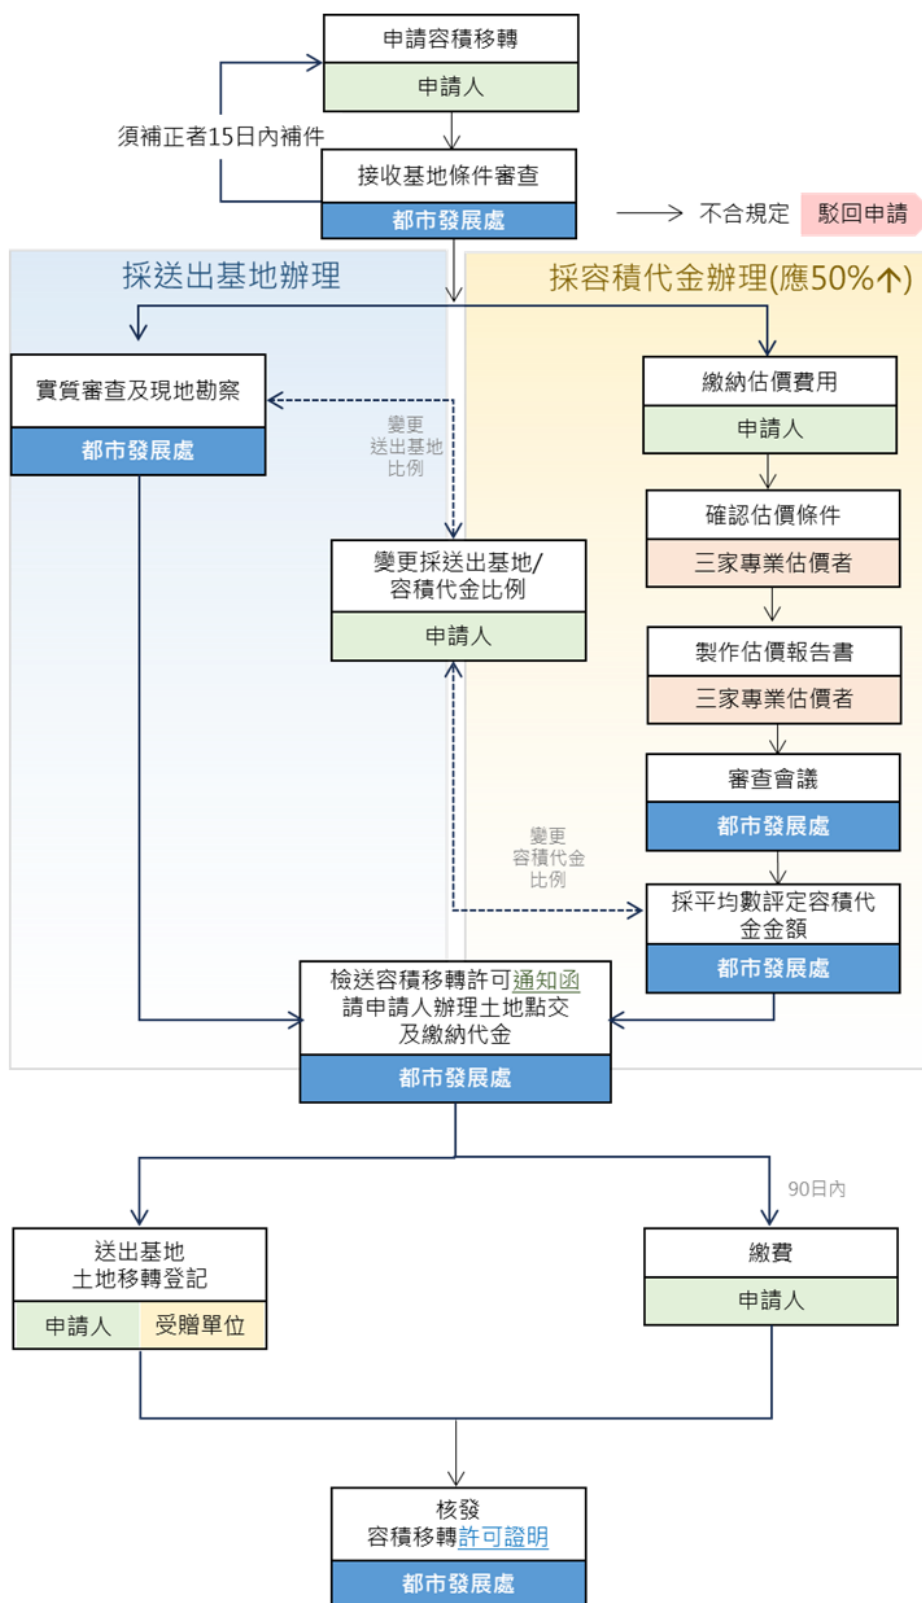 申請容積移轉
申請人
須補正者15日內補件
接收基地條件審查
都市發展處
不合規定
駁回申請
採送出基地辦理
採容積代金辦理(應50%↑)
實質審查及現地勘察
都市發展處
繳納估價費用
申請人
變更
送出基地
比例
確認估價條件
三家專業估價者
變更採送出基地/
容積代金比例
申請人
製作估價報告書
三家專業估價者
審查會議
都市發展處
變更
容積代金
比例
採平均數評定容積代
金金額
都市發展處
檢送容積移轉許可通知函
請申請人辦理土地點交
及繳納代金
都市發展處
90日內
送出基地
土地移轉登記
申請人
受贈單位
繳費
申請人
核發
容積移轉許可證明
都市發展處